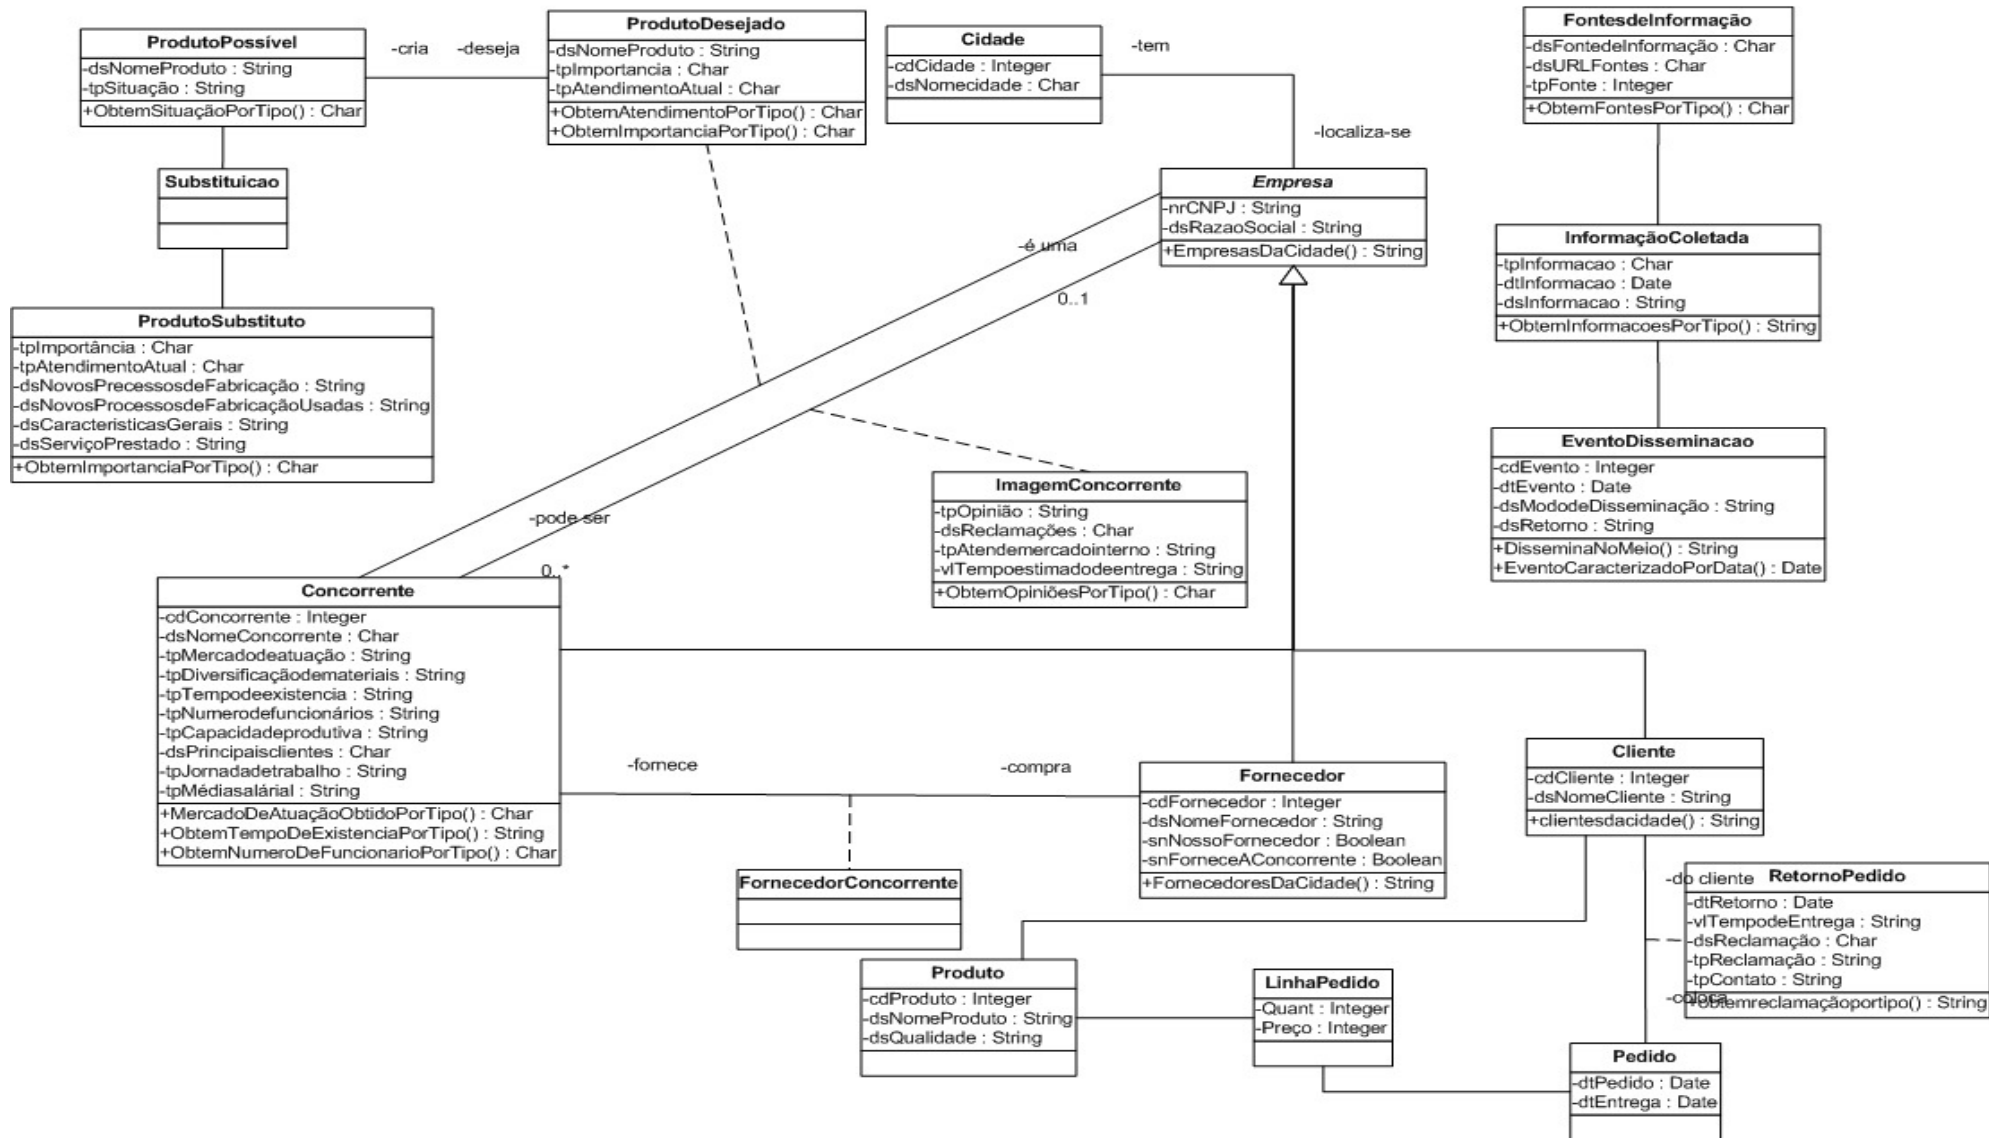 ProdutoPossível
-dsNomeProduto : String
-tpSituação : String
+ObtemSituaçãoPorTipo() : Char
-cria
-deseja
ProdutoDesejado
-dsNomeProduto : String
-tpImportancia : Char
-tpAtendimentoAtual : Char
+ObtemAtendimentoPorTipo() : Char
+ObtemImportanciaPorTipo() : Char
Cidade
-cdCidade : Integer
-dsNomecidade : Char
-tem
-localiza-se
FontesdeInformação
-dsFontedeInformação : Char
-dsURLFontes : Char
-tpFonte : Integer
+ObtemFontesPorTipo() : Char
Substituicao
Empresa
-nrCNPJ : String
-dsRazaoSocial : String
+EmpresasDaCidade() : String
-é uma
0..1
InformaçãoColetada
-tpInformacao : Char
-dtInformacao : Date
-dsInformacao : String
+ObtemInformacoesPorTipo() : String
ProdutoSubstituto
-tpImportância : Char
-tpAtendimentoAtual : Char
-dsNovosPrecessosdeFabricação : String
-dsNovosProcessosdeFabricaçãoUsadas : String
-dsCaracteristicasGerais : String
-dsServiçoPrestado : String
+ObtemImportanciaPorTipo() : Char
EventoDisseminacao
-cdEvento : Integer
-dtEvento : Date
-dsMododeDisseminação : String
-dsRetorno : String
+DisseminaNoMeio() : String
+EventoCaracterizadoPorData() : Date
ImagemConcorrente
-tpOpinião : String
-dsReclamações : Char
-tpAtendemercadointerno : String
-vlTempoestimadodeentrega : String
+ObtemOpiniõesPorTipo() : Char
-pode ser
0..*
Concorrente
-cdConcorrente : Integer
-dsNomeConcorrente : Char
-tpMercadodeatuação : String
-tpDiversificaçãodemateriais : String
-tpTempodeexistencia : String
-tpNumerodefuncionários : String
-tpCapacidadeprodutiva : String
-dsPrincipaisclientes : Char
-tpJornadadetrabalho : String
-tpMédiasalárial : String
+MercadoDeAtuaçãoObtidoPorTipo() : Char
+ObtemTempoDeExistenciaPorTipo() : String
+ObtemNumeroDeFuncionarioPorTipo() : Char
-fornece
-compra
Fornecedor
-cdFornecedor : Integer
-dsNomeFornecedor : String
-snNossoFornecedor : Boolean
-snForneceAConcorrente : Boolean
+FornecedoresDaCidade() : String
Cliente
-cdCliente : Integer
-dsNomeCliente : String
+clientesdacidade() : String
FornecedorConcorrente
-do cliente
RetornoPedido
-dtRetorno : Date
-vlTempodeEntrega : String
-dsReclamação : Char
-tpReclamação : String
-tpContato : String
+obtemreclamaçãoportipo() : String
-coloca
Produto
-cdProduto : Integer
-dsNomeProduto : String
-dsQualidade : String
LinhaPedido
-Quant : Integer
-Preço : Integer
Pedido
-dtPedido : Date
-dtEntrega : Date